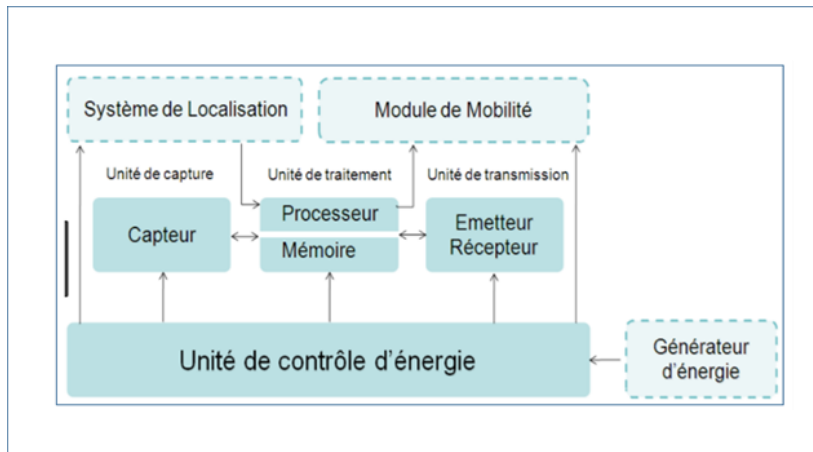 Système de Localisation
Module de Mobilité
Unité de capture
Unité de traitement
Unité de transmission
Capteur
Processeur
Mémoire
Emetteur
Récepteur
Unité de contrôle d'énergie
Générateur
d'énergie